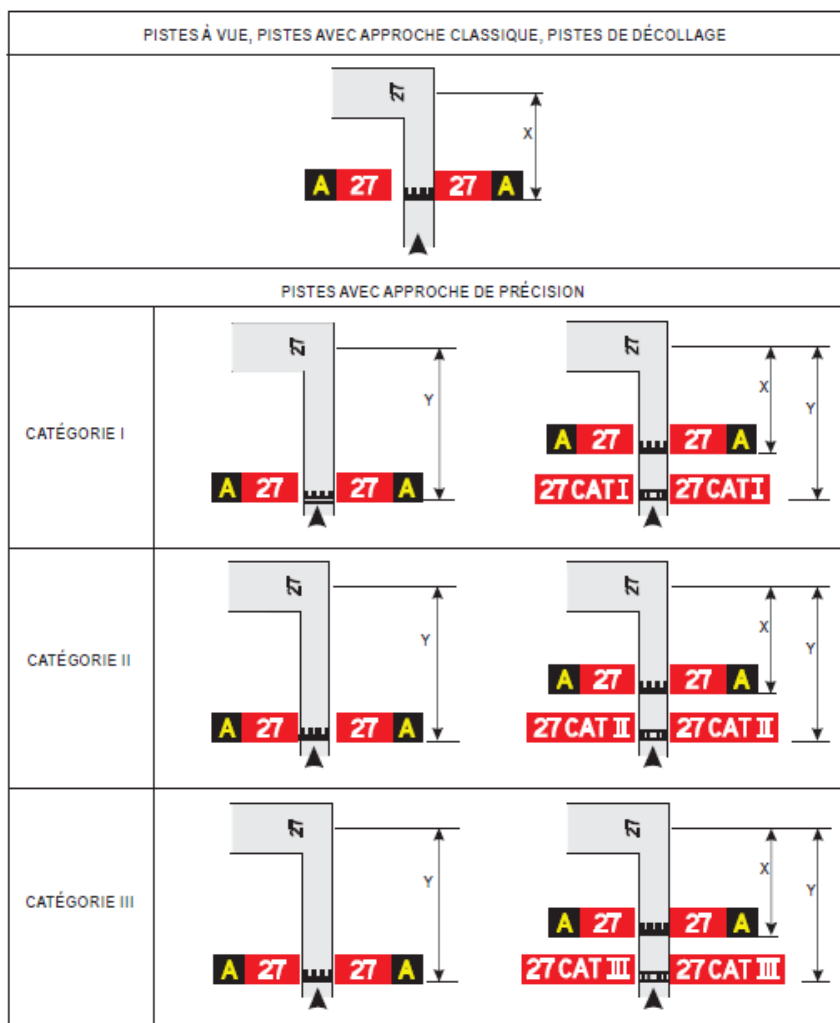 PISTES À VUE, PISTES AVEC APPROCHE CLASSIQUE, PISTES DE DÉCOLLAGE
27
X
A 27 27 A
PISTES AVEC APPROCHE DE PRÉCISION
CATÉGORIE I
27
Y
A 27 27 A
27
X
Y
A 27 27 A
27 CAT I 27 CAT I
CATÉGORIE II
27
Y
A 27 27 A
27
X
Y
A 27 27 A
27 CAT II 27 CAT II
CATÉGORIE III
27
Y
A 27 27 A
27
X
Y
A 27 27 A
27 CAT III 27 CAT III